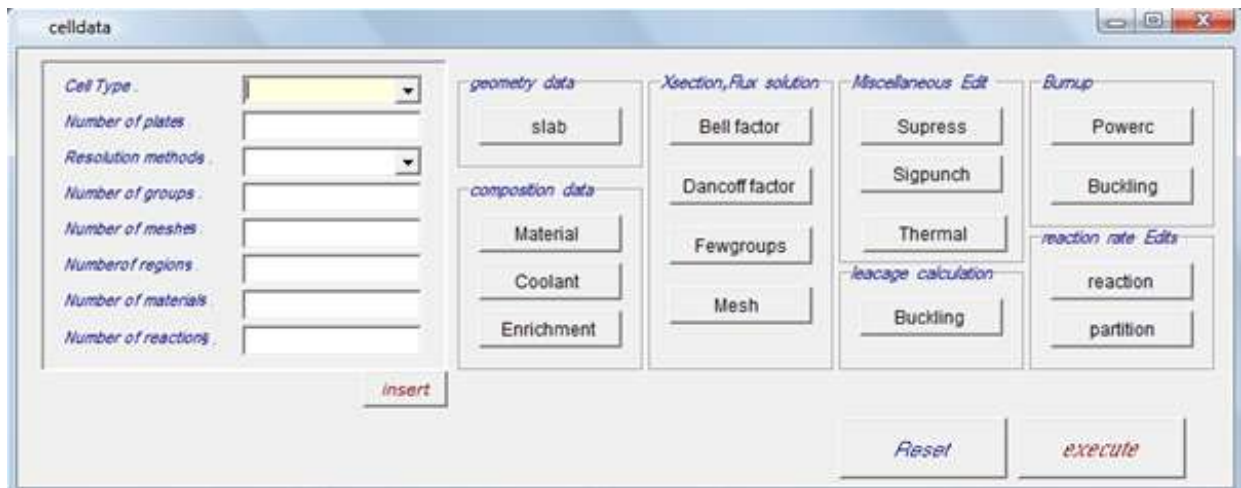 celldata
Cell Type .
Number of plates
Resolution methods .
Number of groups .
Number of meshes
Numberof regions .
Number of materials .
Number of reactions .
insert
geometry data
slab
composition data
Material
Coolant
Enrichment
Xsection,Flux solution
Bell factor
Dancoff factor
Fewgroups
Mesh
Miscellaneous Edit
Supress
Sigpunch
Thermal
leacage calculation
Buckling
Burnup
Powerc
Buckling
reaction rate Edits
reaction
partition
Reset
execute